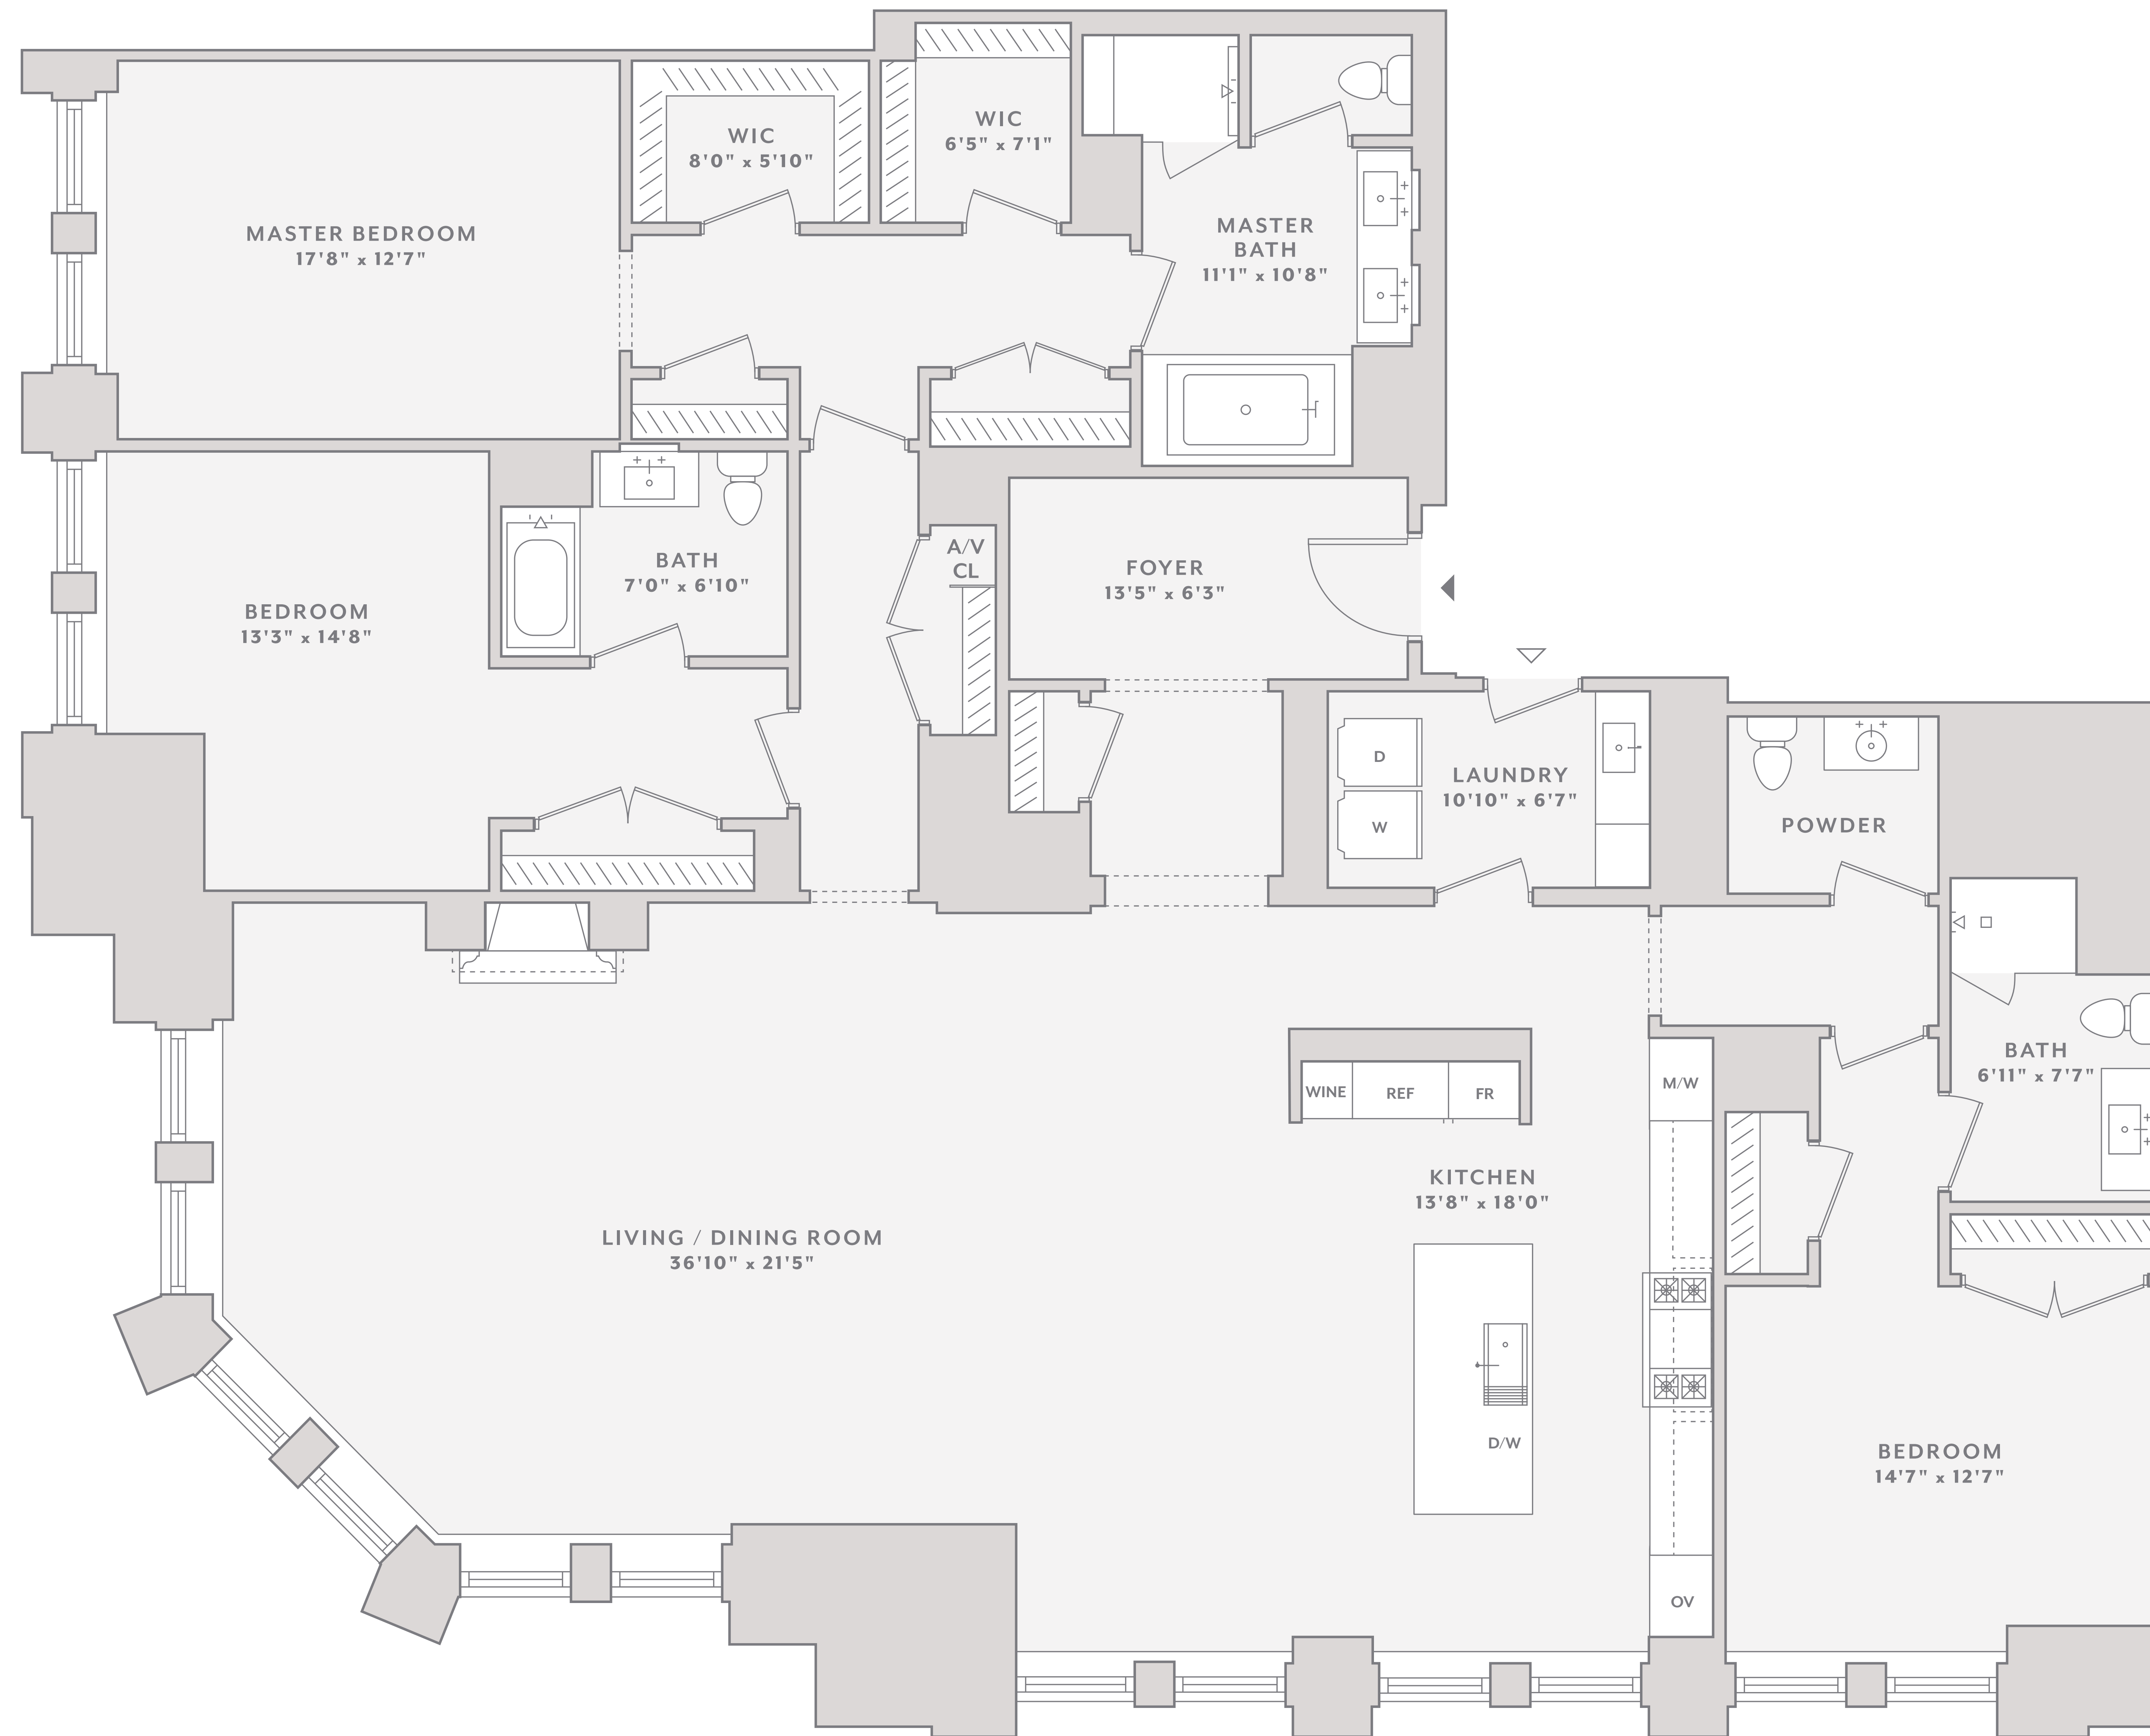 WIC
8'0" x 5'10"
WIC
6'5" x 7'1"
MASTER BEDROOM
17'8" x 12'7"
MASTER
BATH
11'1" x 10'8"
A/V
CL
BATH
7'0" x 6'10"
FOYER
13'5" x 6'3"
BEDROOM
13'3" x 14'8"
D
W
LAUNDRY
10'10" x 6'7"
POWDER
BATH
6'11" x 7'7"
WINE
REF
FR
M/W
KITCHEN
13'8" x 18'0"
LIVING / DINING ROOM
36'10" x 21'5"
D/W
BEDROOM
14'7" x 12'7"
OV